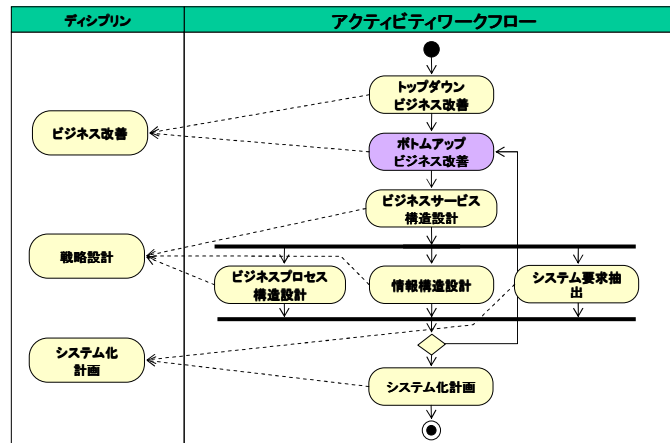 ディシプリン
アクティビティワークフロー
トップダウン
ビジネス改善
ビジネス改善
ボトムアップ
ビジネス改善
ビジネスサービス
構造設計
戦略設計
ビジネスプロセス
構造設計
情報構造設計
システム要求抽
出
システム化
計画
システム化計画